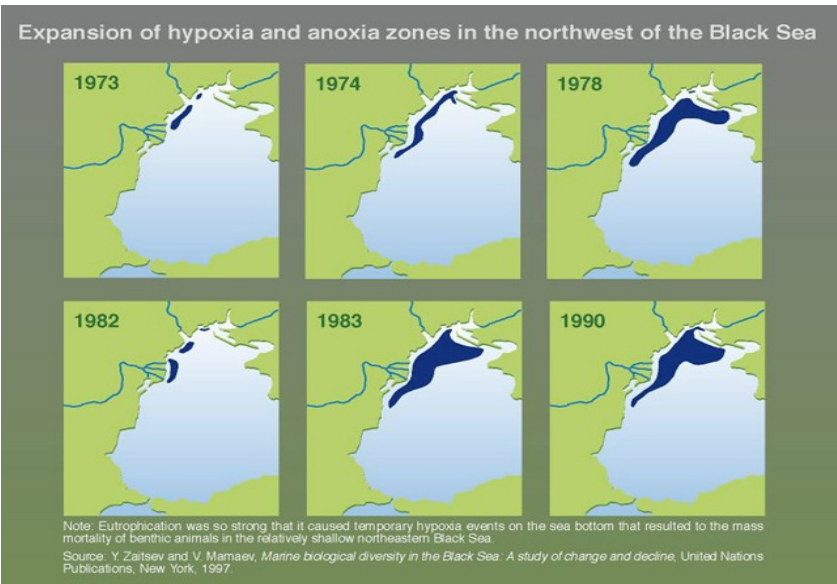 Expansion of hypoxia and anoxia zones in the northwest of the Black Sea
1973
1974
1978
1982
1983
1990
Note: Eutrophication was so strong that it caused temporary hypoxia events on the sea bottom that resulted to the mass
mortality of benthic animals in the relatively shallow northeastern Black Sea.
Source: Y. Zaitsev and V. Mamaev, Marine biological diversity in the Black Sea: A study of change and decline, United Nations
Publications, New York, 1997.